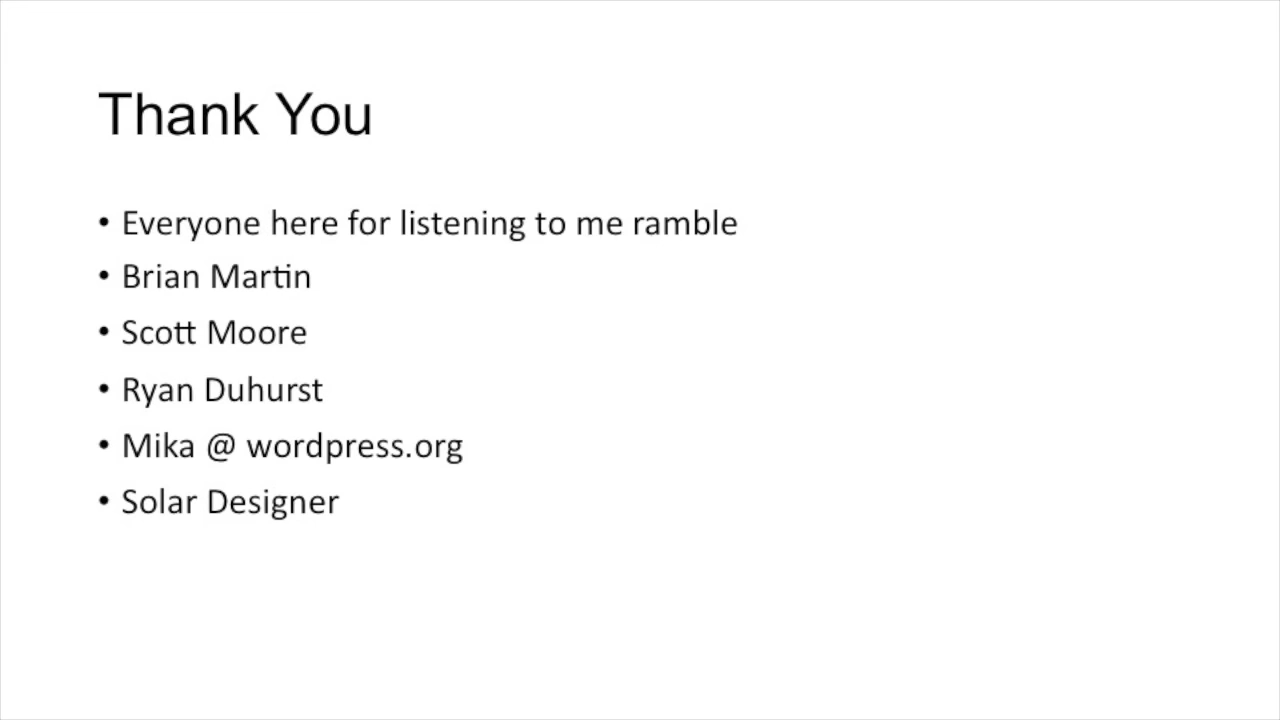 Thank You
• Everyone here for listening to me ramble
• Brian Martin
• Scott Moore
• Ryan Duhurst
• Mika @ wordpress.org
• Solar Designer